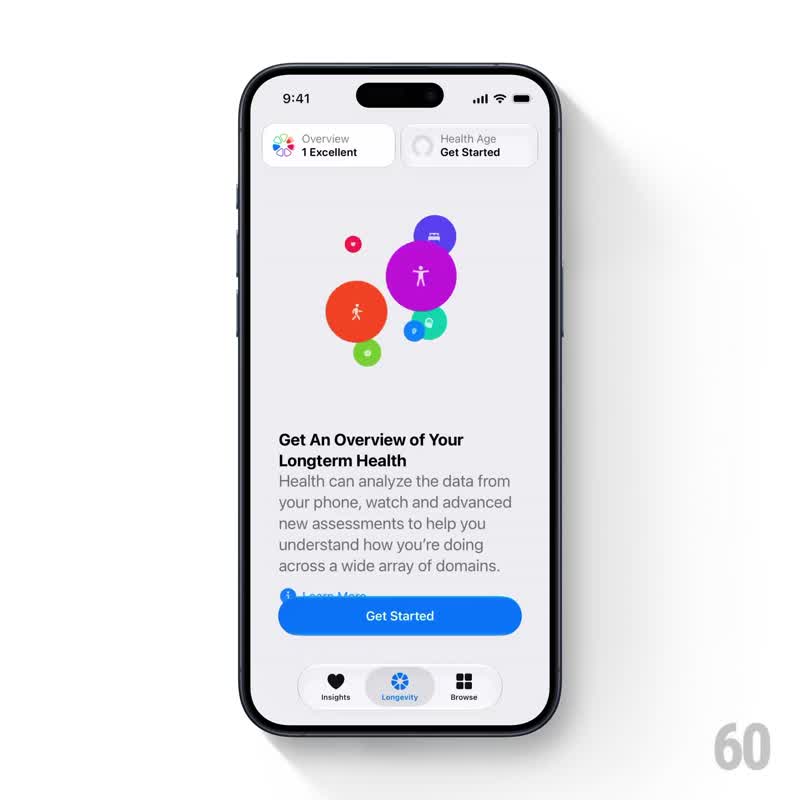 9:41
Overview
1 Excellent
Health Age
Get Started
Get An Overview of Your
Longterm Health
Health can analyze the data from
your phone, watch and advanced
new assessments to help you
understand how you're doing
across a wide array of domains.
Learn More
Get Started
Insights
Longevity
Browse
60